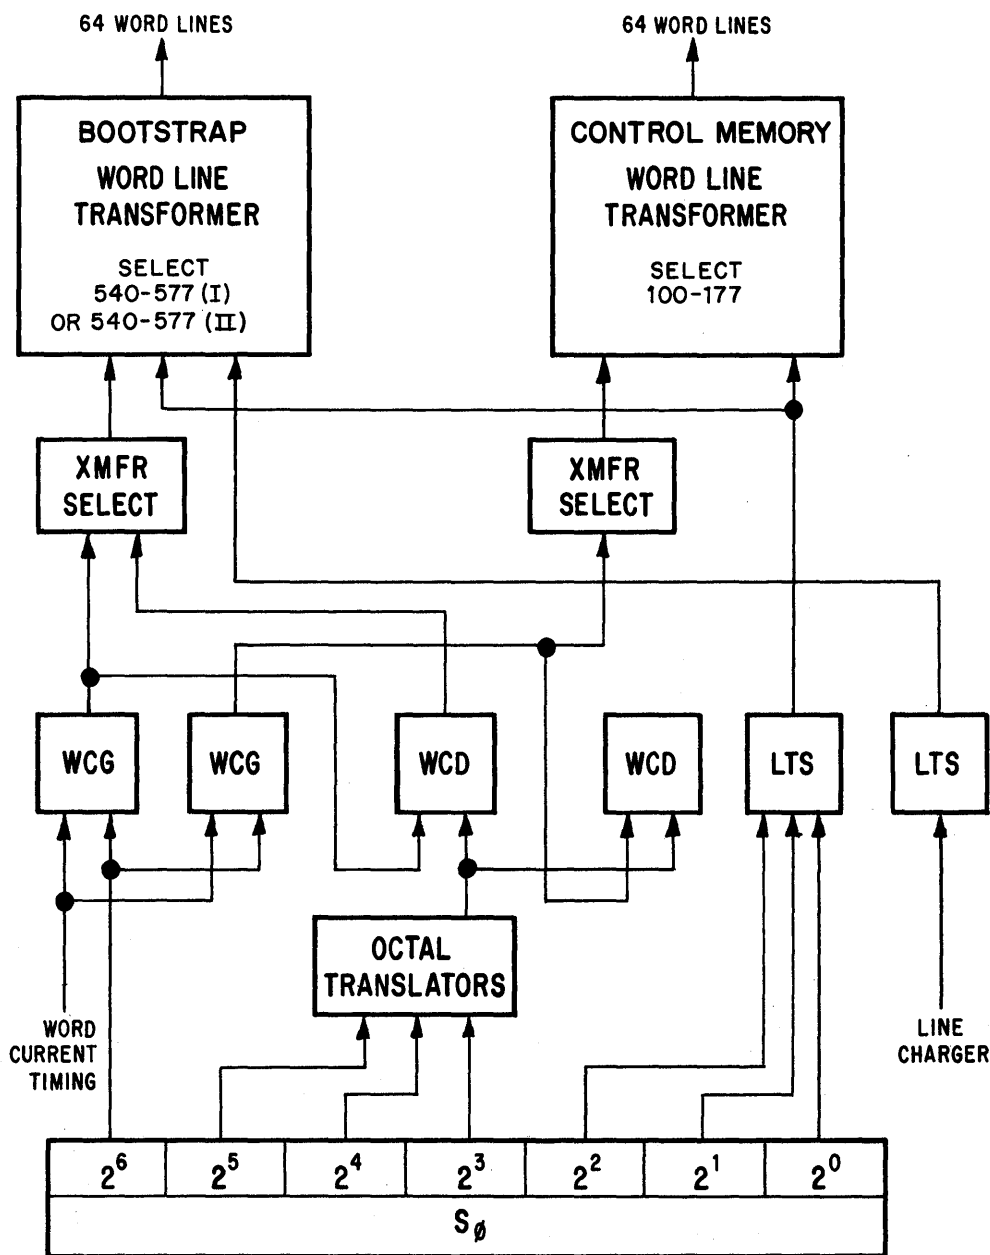 64 WORD LINES
64 WORD LINES
BOOTSTRAP
WORD LINE
TRANSFORMER
SELECT
540-577 (I)
OR 540-577 (II)
CONTROL MEMORY
WORD LINE
TRANSFORMER
SELECT
100-177
XMFR
SELECT
XMFR
SELECT
WCG
WCG
WCD
WCD
LTS
LTS
OCTAL
TRANSLATORS
WORD
CURRENT
TIMING
LINE
CHARGER
2⁶ 2⁵ 2⁴ 2³ 2² 2¹ 2⁰
Sø